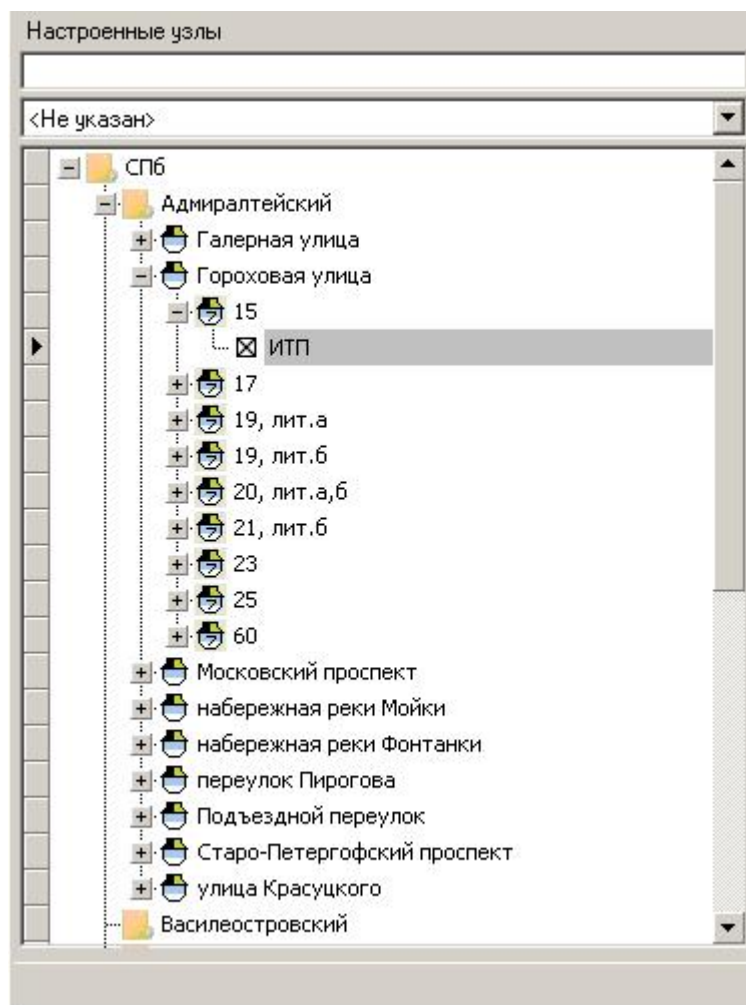 Настроенные узлы
<Не указан>
СПб
Адмиралтейский
Галерная улица
Гороховая улица
15
ИТП
17
19, лит.а
19, лит.б
20, лит.а,б
21, лит.б
23
25
60
Московский проспект
набережная реки Мойки
набережная реки Фонтанки
переулок Пирогова
Подъездной переулок
Старо-Петергофский проспект
улица Красуцкого
Василеостровский